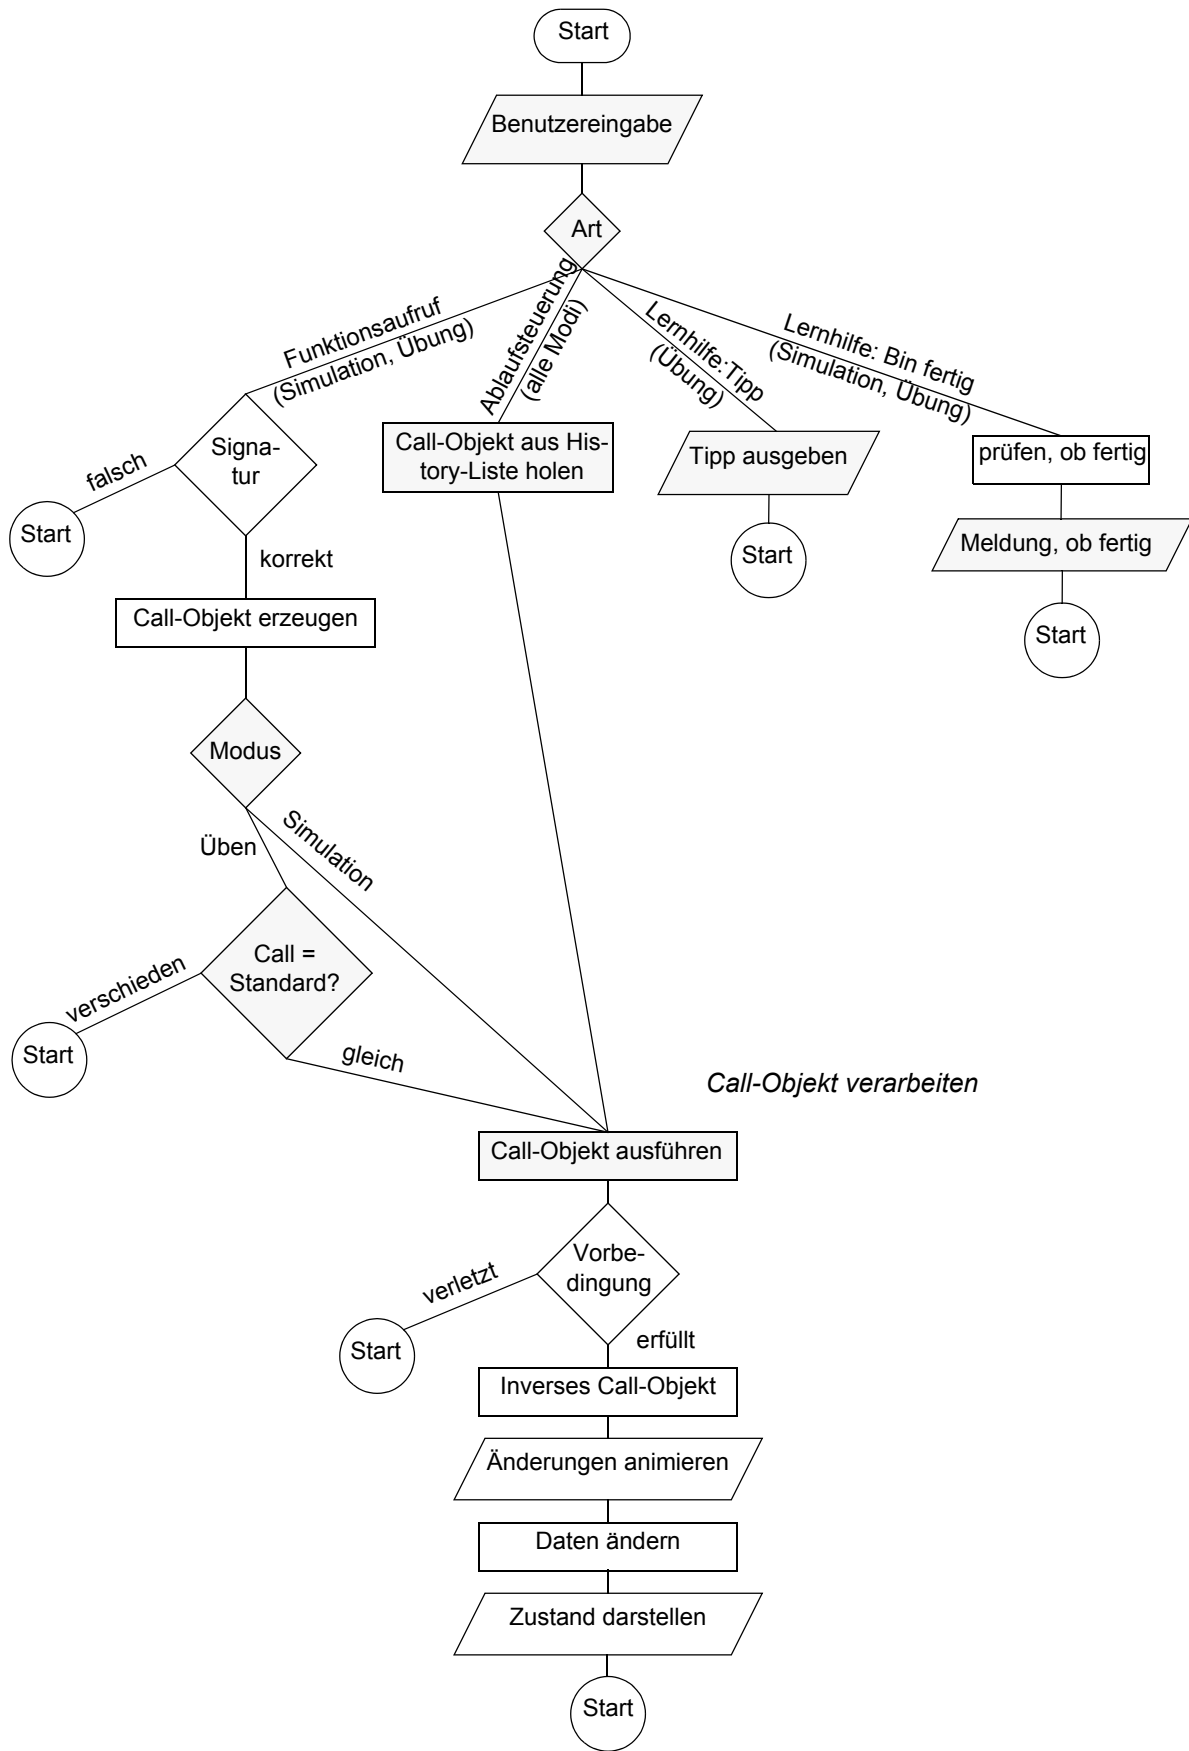 Start
Benutzereingabe
Art
Funktionsaufruf
(Simulation, Übung)
Ablaufsteuerung
(alle Modi)
Lernhilfe:Tipp
(Übung)
Lernhilfe: Bin fertig
(Simulation, Übung)
Signa-
tur
falsch
Start
korrekt
Call-Objekt aus His-
tory-Liste holen
Tipp ausgeben
Start
prüfen, ob fertig
Meldung, ob fertig
Start
Call-Objekt erzeugen
Modus
Üben
Simulation
Call =
Standard?
verschieden
Start
gleich
Call-Objekt verarbeiten
Call-Objekt ausführen
Vorbe-
dingung
verletzt
Start
erfüllt
Inverses Call-Objekt
Änderungen animieren
Daten ändern
Zustand darstellen
Start